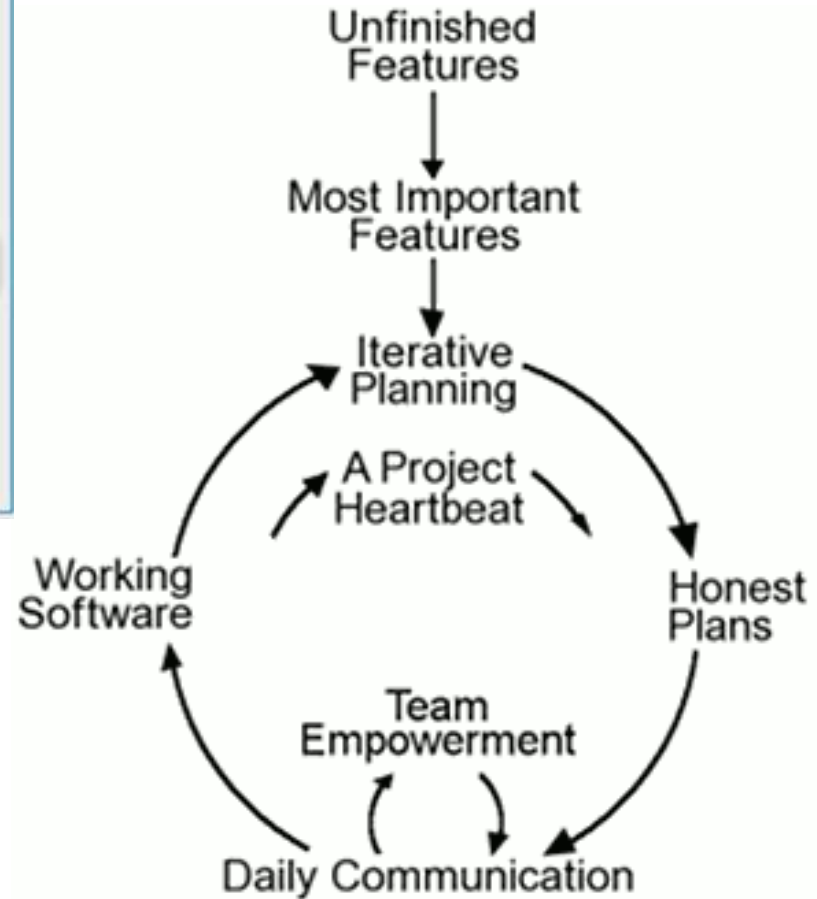 Unfinished
Features
Most Important
Features
Iterative
Planning
A Project
Heartbeat
Working
Software
Honest
Plans
Team
Empowerment
Daily Communication